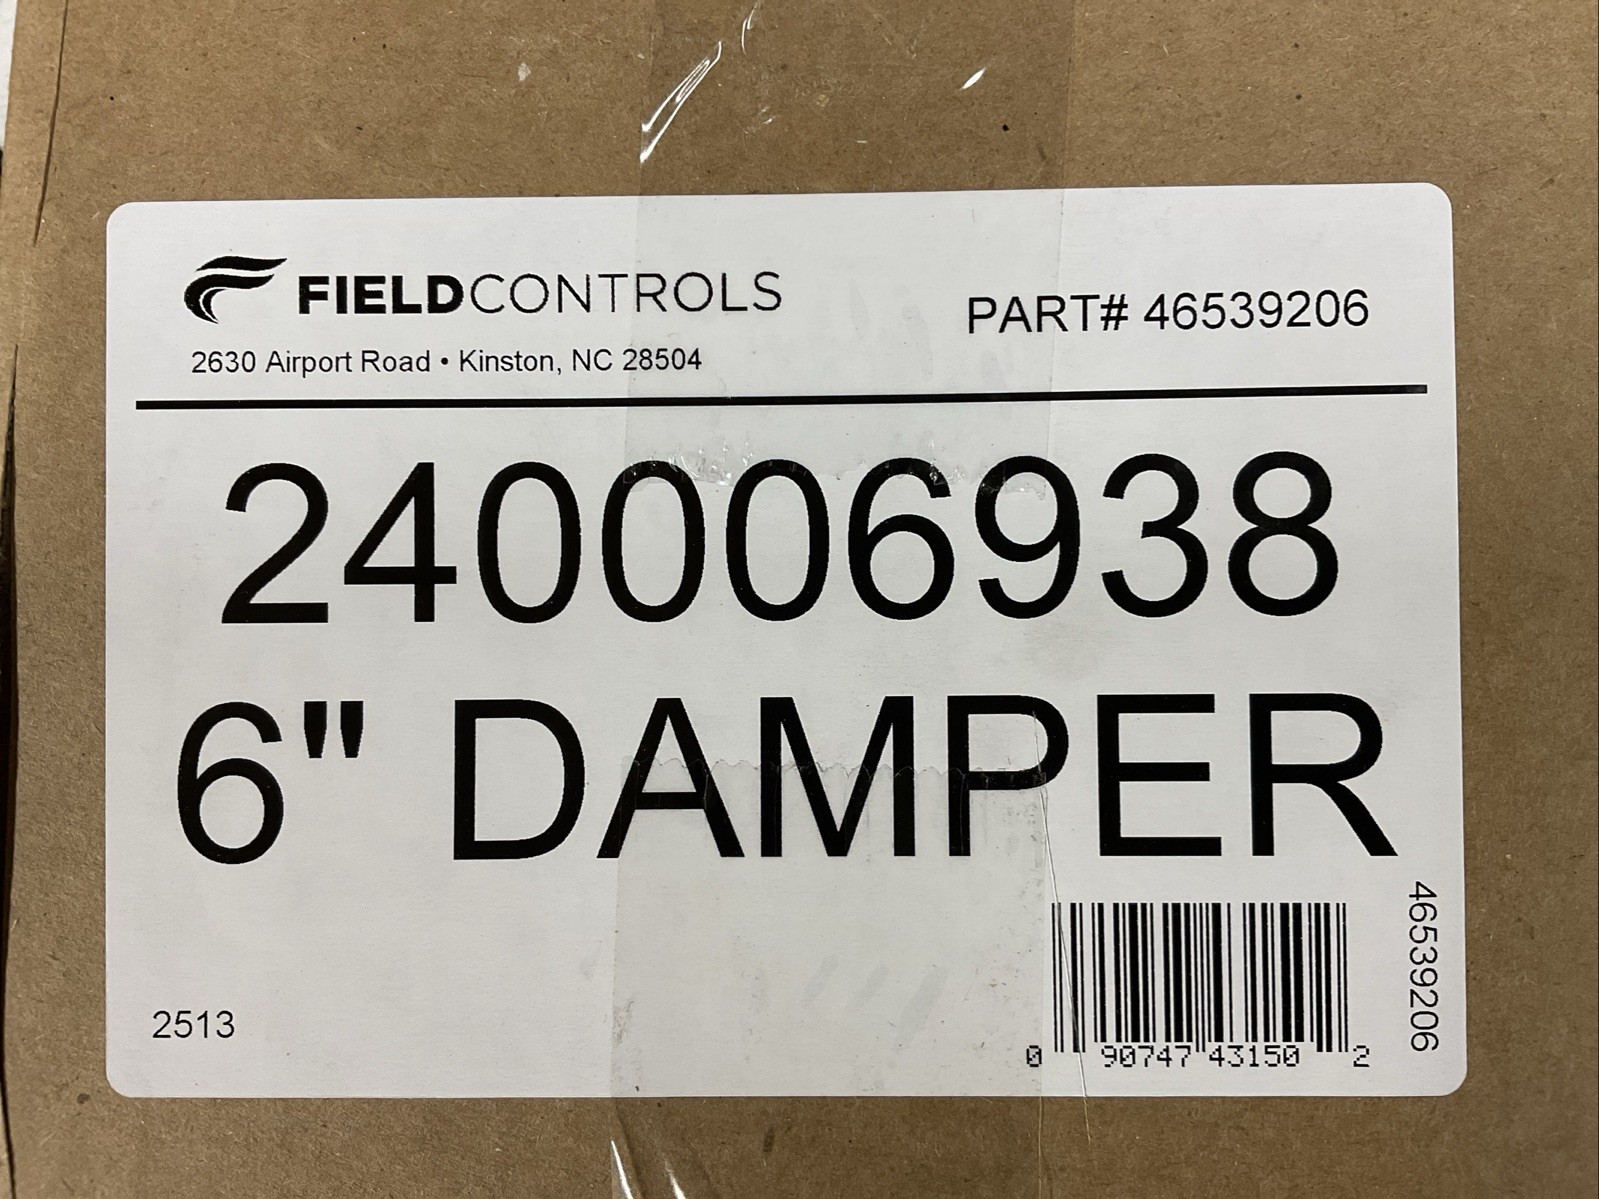 FIELDCONTROLS
PART# 46539206
2630 Airport Road • Kinston, NC 28504
240006938
6" DAMPER
2513
0 90747 43150 2
46539206